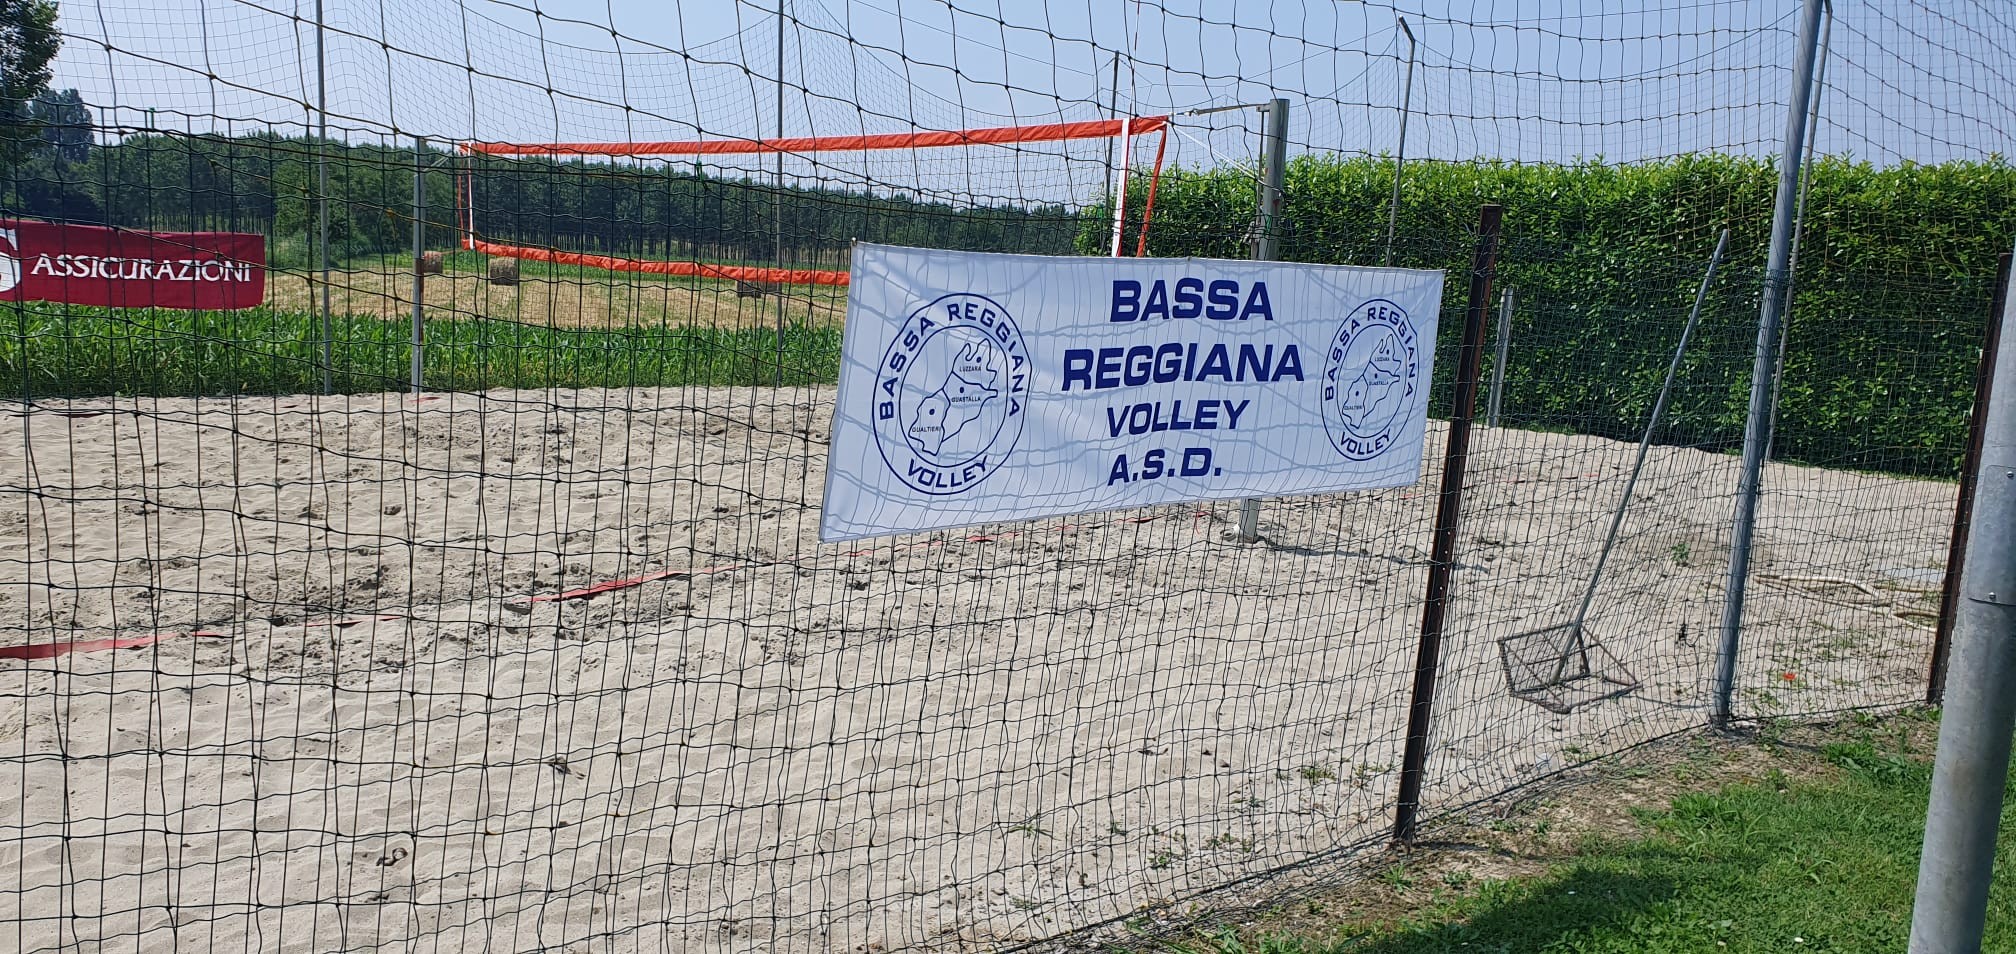 ASSICURAZIONI
BASSA REGGIANA
LUZZARA
GUASTALLA
GUALTIERI
VOLLEY
BASSA
REGGIANA
VOLLEY
A.S.D.
BASSA REGGIANA
LUZZARA
GUASTALLA
GUALTIERI
VOLLEY